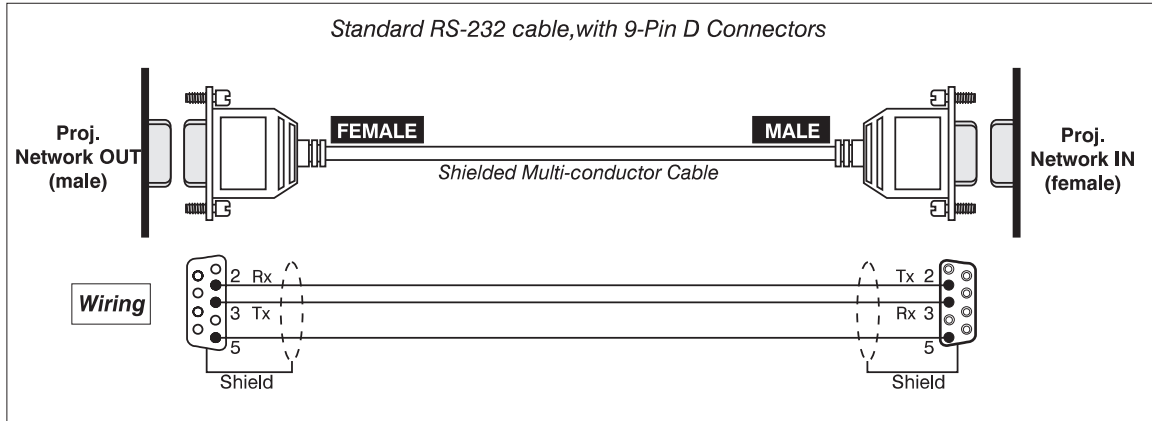 Standard RS-232 cable,with 9-Pin D Connectors
Proj.
Network OUT
(male)
FEMALE
MALE
Shielded Multi-conductor Cable
Proj.
Network IN
(female)
Wiring
2 Rx
Tx 2
3 Tx
Rx 3
5
5
Shield
Shield